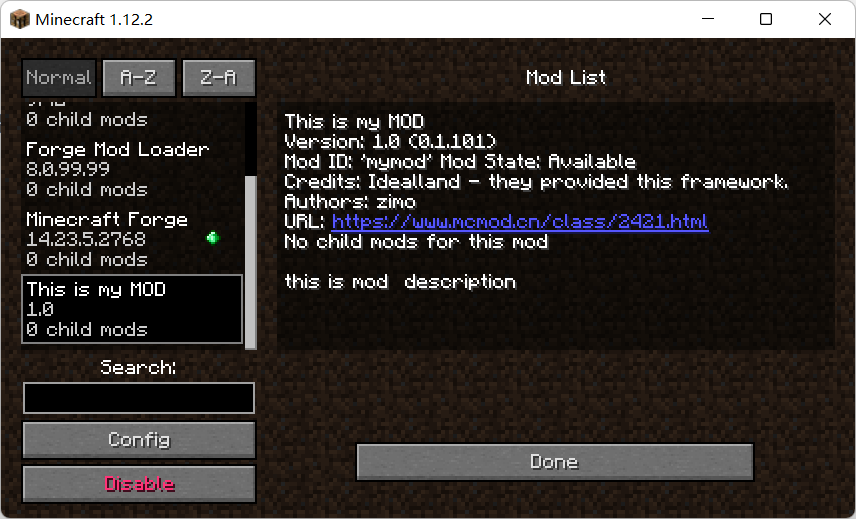 Minecraft 1.12.2
Normal
A-Z
Z-A
Mod List
0 child mods
Forge Mod Loader
8.0.99.99
0 child mods
Minecraft Forge
14.23.5.2768
0 child mods
This is my MOD
1.0
0 child mods
Search:
Config
Disable
This is my MOD
Version: 1.0 (0.1.101)
Mod ID: 'mymod' Mod State: Available
Credits: Idealland - they provided this framework.
Authors: zimo
URL: https://www.mcmod.cn/class/2421.html
No child mods for this mod
this is mod  description
Done